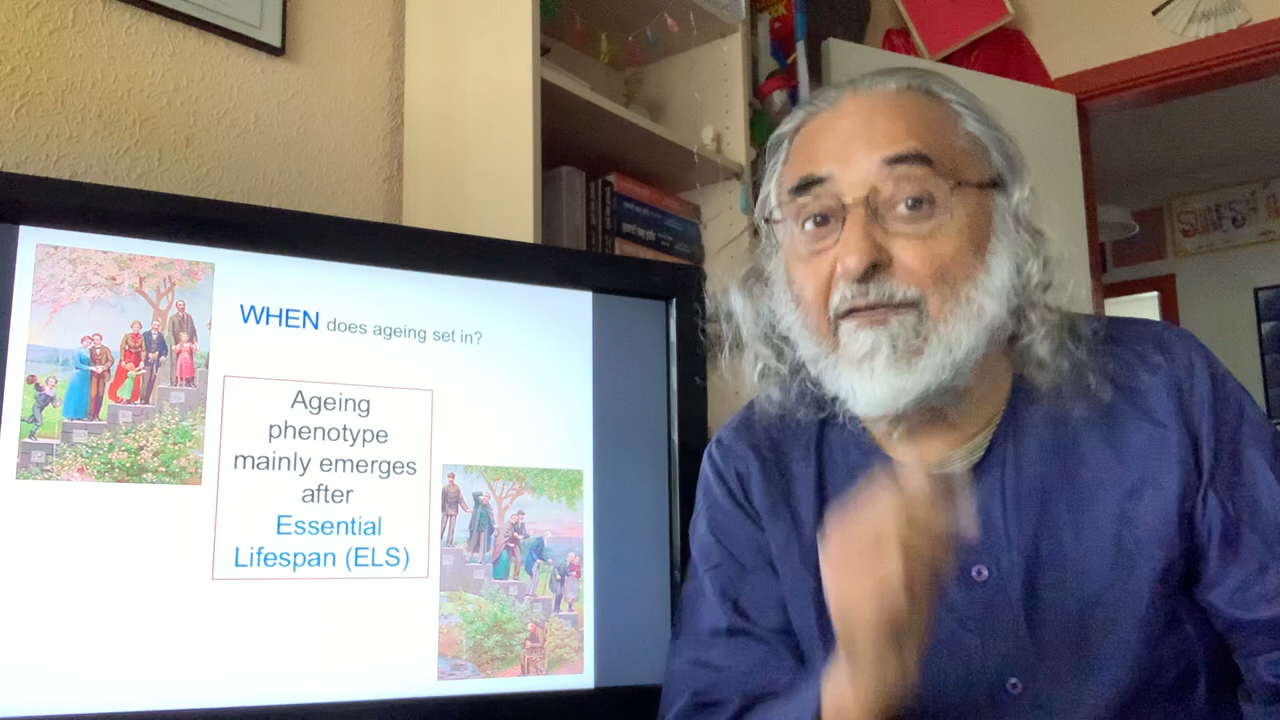 WHEN does ageing set in?
Ageing
phenotype
mainly emerges
after
Essential
Lifespan (ELS)